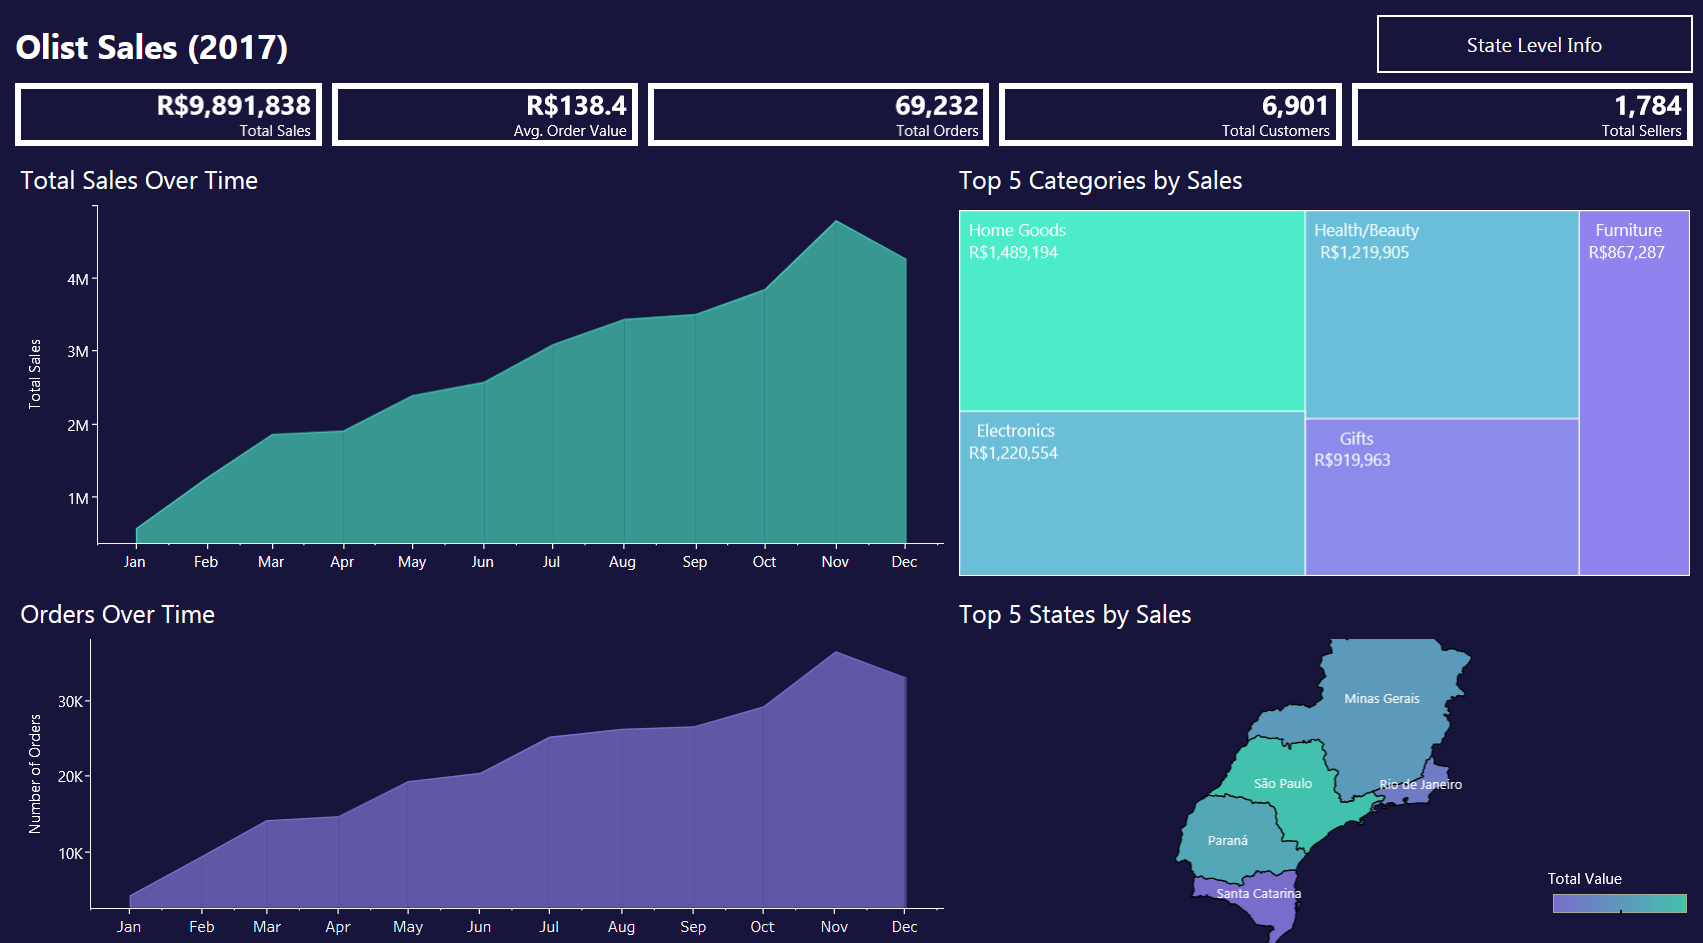 Olist Sales (2017)
State Level Info
R$9,891,838
Total Sales
R$138.4
Avg. Order Value
69,232
Total Orders
6,901
Total Customers
1,784
Total Sellers
Total Sales Over Time
Total Sales
4M
3M
2M
1M
Jan Feb Mar Apr May Jun Jul Aug Sep Oct Nov Dec
Top 5 Categories by Sales
Home Goods
R$1,489,194
Health/Beauty
R$1,219,905
Furniture
R$867,287
Electronics
R$1,220,554
Gifts
R$919,963
Orders Over Time
Number of Orders
30K
20K
10K
Jan Feb Mar Apr May Jun Jul Aug Sep Oct Nov Dec
Top 5 States by Sales
Minas Gerais
São Paulo
Rio de Janeiro
Paraná
Santa Catarina
Total Value